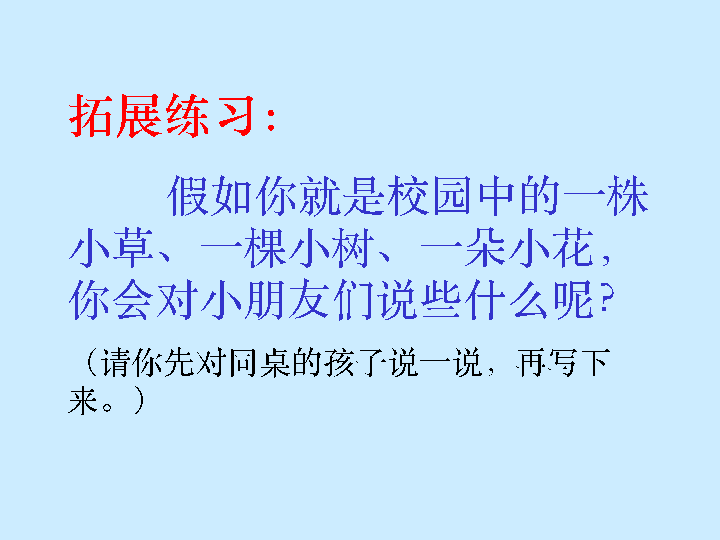 拓展练习：
假如你就是校园中的一株
小草、一棵小树、一朵小花，
你会对小朋友们说些什么呢？
（请你先对同桌的孩子说一说，再写下
来。）